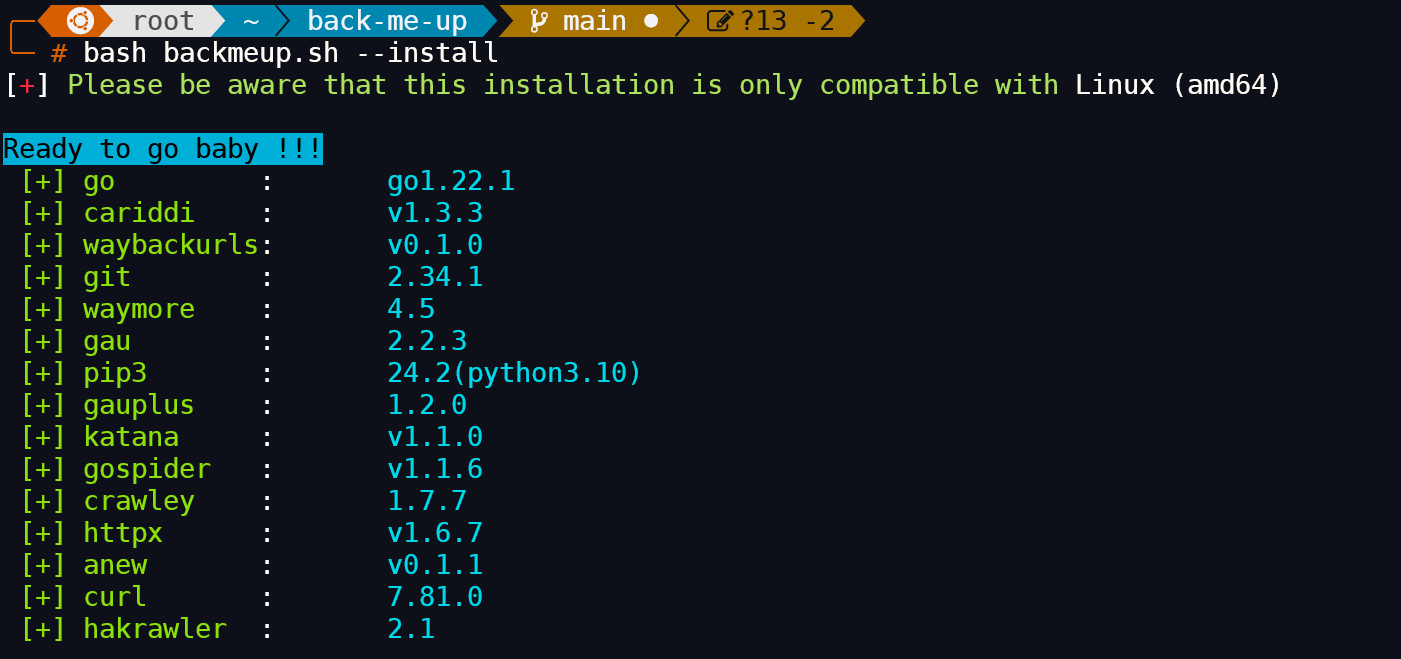 root ~ back-me-up main ● ?13 -2
# bash backmeup.sh --install
[+] Please be aware that this installation is only compatible with Linux (amd64)
Ready to go baby !!!
[+] go : go1.22.1
[+] cariddi : v1.3.3
[+] waybackurls: v0.1.0
[+] git : 2.34.1
[+] waymore : 4.5
[+] gau : 2.2.3
[+] pip3 : 24.2(python3.10)
[+] gauplus : 1.2.0
[+] katana : v1.1.0
[+] gospider : v1.1.6
[+] crawley : 1.7.7
[+] httpx : v1.6.7
[+] anew : v0.1.1
[+] curl : 7.81.0
[+] hakrawler : 2.1